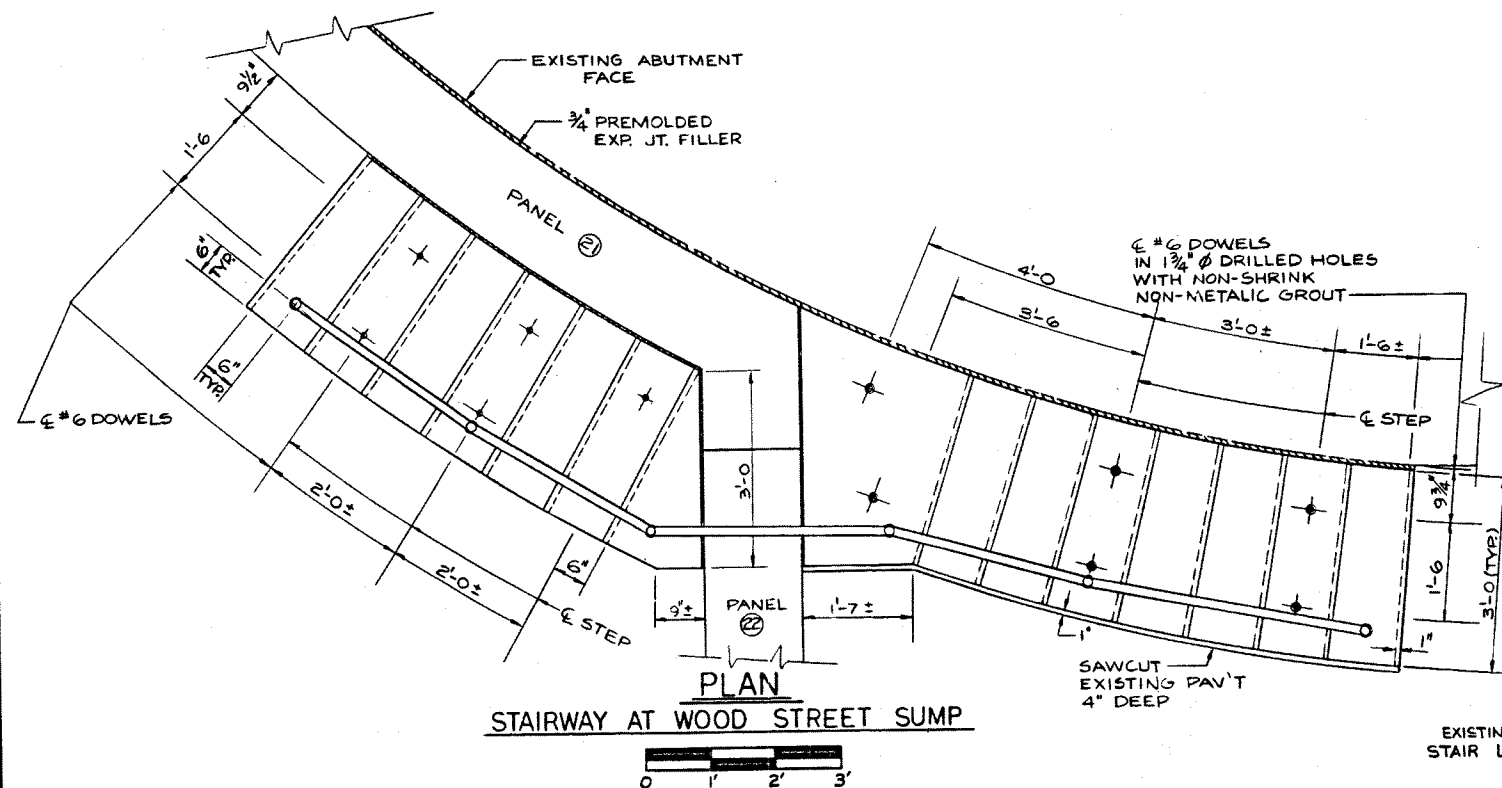 EXISTING ABUTMENT
FACE
3/4" PREMOLDED
EXP. JT. FILLER
9 1/2"
1'-6
6"
TYP.
6"
TYP.
℄ #6 DOWELS
2'-0±
2'-0±
6"
℄ STEP
PANEL 21
3'-0
9"±
PANEL
22
1'-7±
℄ #6 DOWELS
IN 1 3/4" Ø DRILLED HOLES
WITH NON-SHRINK
NON-METALIC GROUT
4'-0
3'-6
3'-0±
1'-6±
℄ STEP
9 3/4"
1'-6
3'-0 (TYP.)
1"
1"
SAWCUT
EXISTING PAV'T
4" DEEP
PLAN
STAIRWAY AT WOOD STREET SUMP
0 1' 2' 3'
EXISTIN
STAIR L